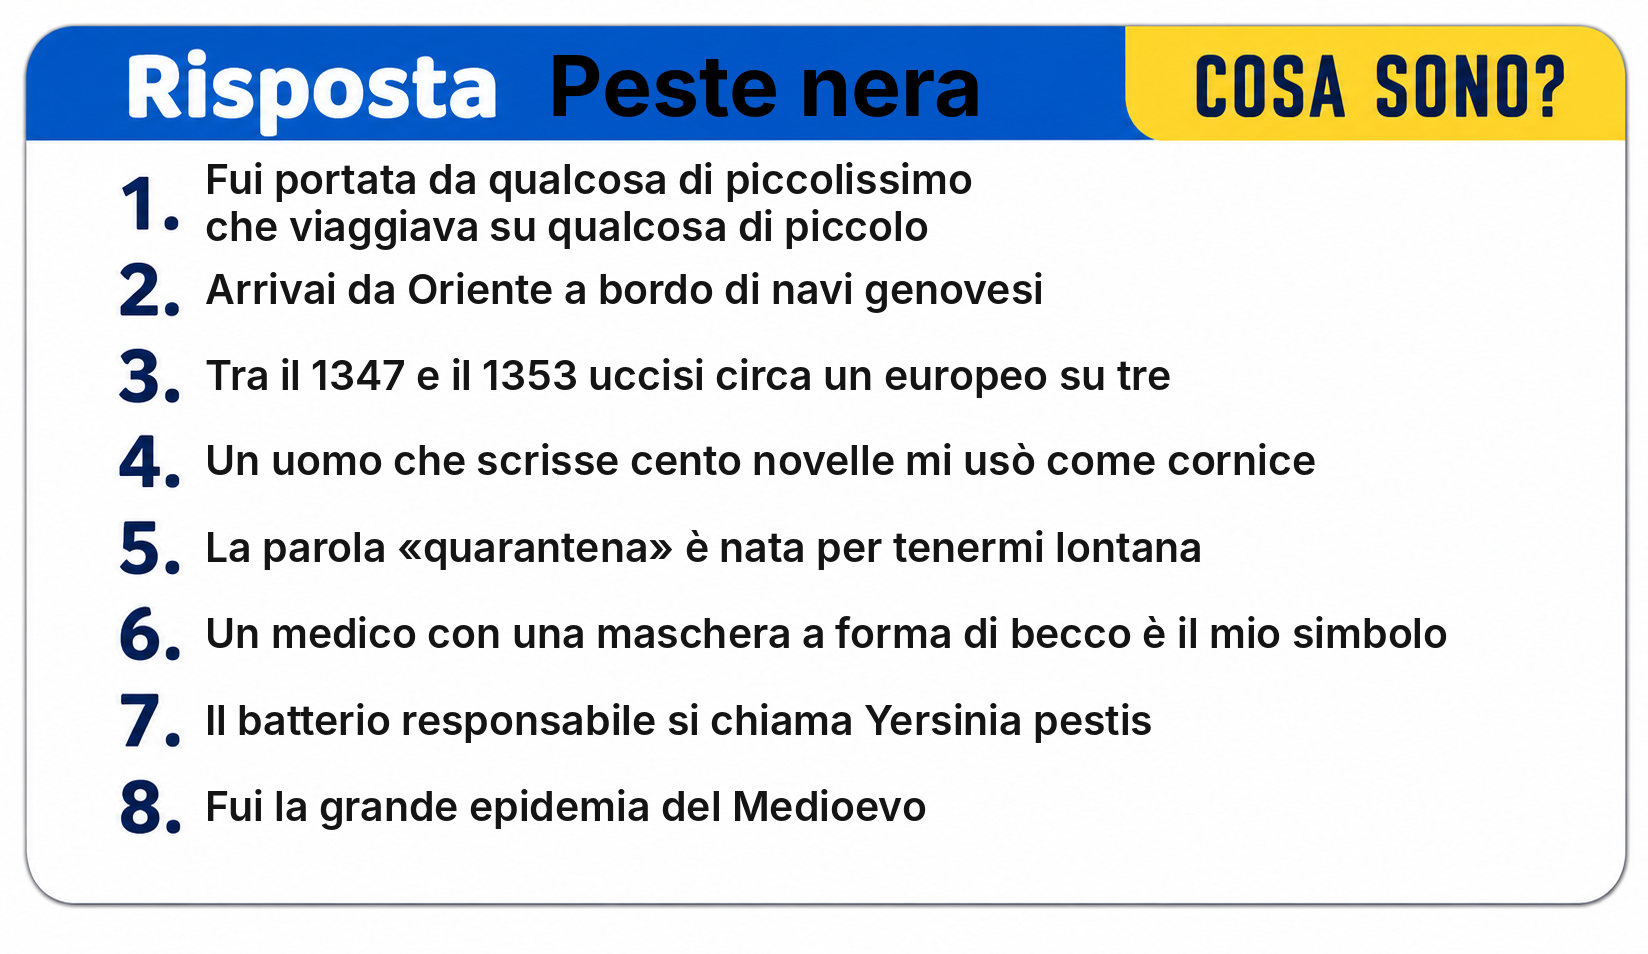 Risposta Peste nera
COSA SONO?
1. Fui portata da qualcosa di piccolissimo
che viaggiava su qualcosa di piccolo
2. Arrivai da Oriente a bordo di navi genovesi
3. Tra il 1347 e il 1353 uccisi circa un europeo su tre
4. Un uomo che scrisse cento novelle mi usò come cornice
5. La parola «quarantena» è nata per tenermi lontana
6. Un medico con una maschera a forma di becco è il mio simbolo
7. Il batterio responsabile si chiama Yersinia pestis
8. Fui la grande epidemia del Medioevo